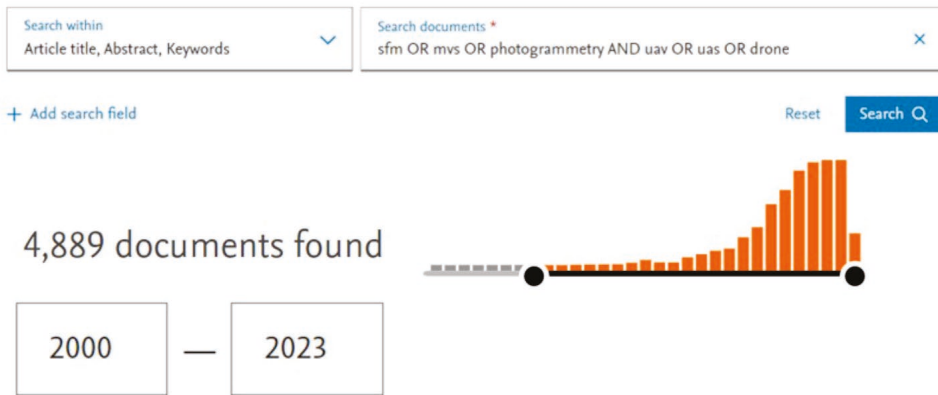 Search within
Article title, Abstract, Keywords
Search documents *
sfm OR mvs OR photogrammetry AND uav OR uas OR drone
+ Add search field
Reset
Search
4,889 documents found
2000 — 2023